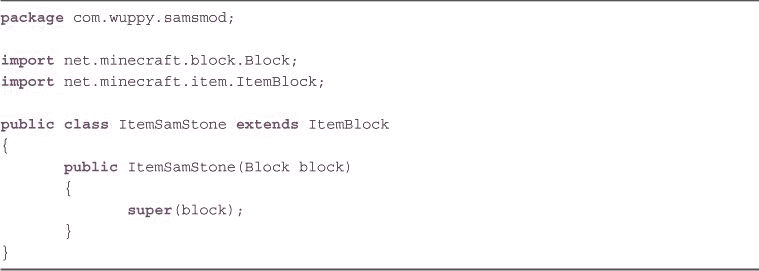 package com.wuppy.samsmod;
import net.minecraft.block.Block;
import net.minecraft.item.ItemBlock;
public class ItemSamStone extends ItemBlock
{
public ItemSamStone(Block block)
{
super(block);
}
}